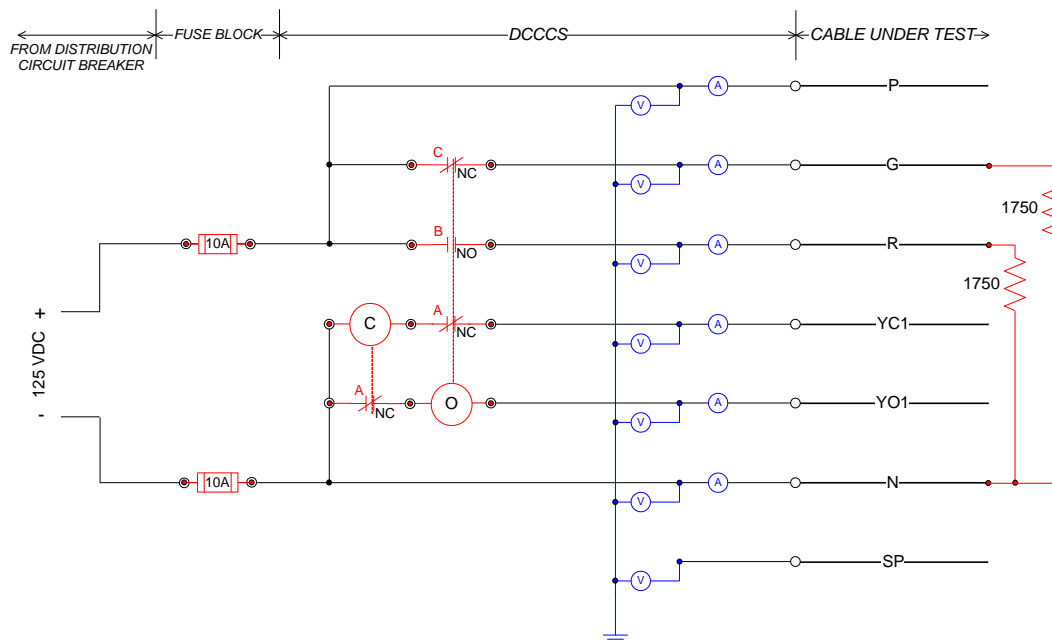 FROM DISTRIBUTION
CIRCUIT BREAKER
FUSE BLOCK
DCCCS
CABLE UNDER TEST
V
A
P
C
NC
V
A
G
1750
10A
B
NO
V
A
R
1750
125 VDC
+
-
C
A
NC
V
A
YC1
A
NC
O
V
A
YO1
10A
V
A
N
V
SP